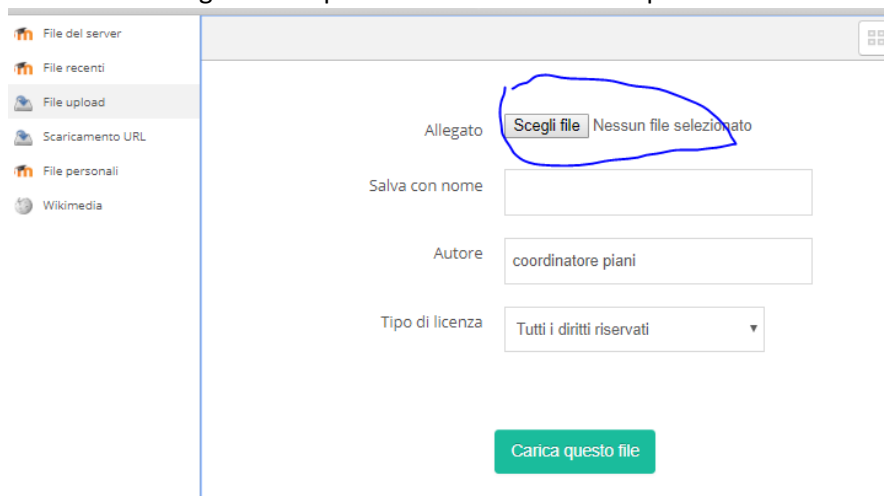 File del server
File recenti
File upload
Scaricamento URL
File personali
Wikimedia
Allegato Scegli file Nessun file selezionato
Salva con nome
Autore coordinatore piani
Tipo di licenza Tutti i diritti riservati
Carica questo file